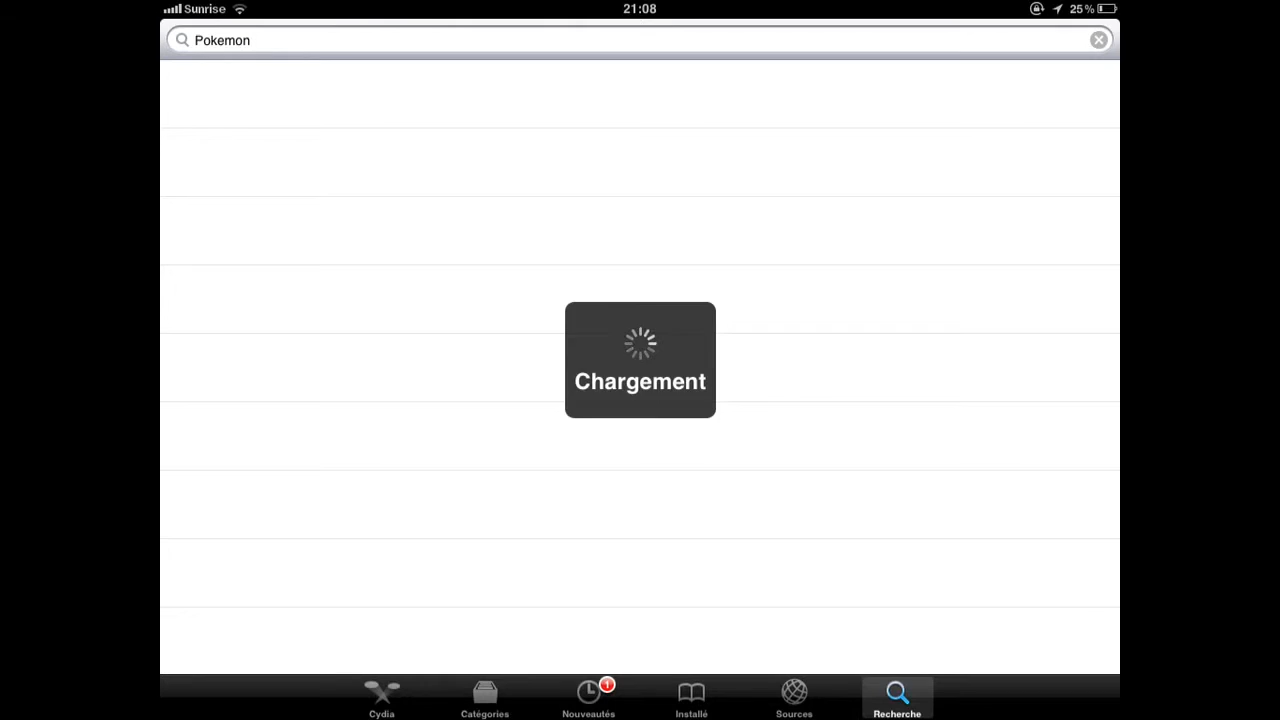 Sunrise 21:08 25%
Pokemon
Chargement
1
Cydia Catégories Nouveautés Installé Sources Recherche